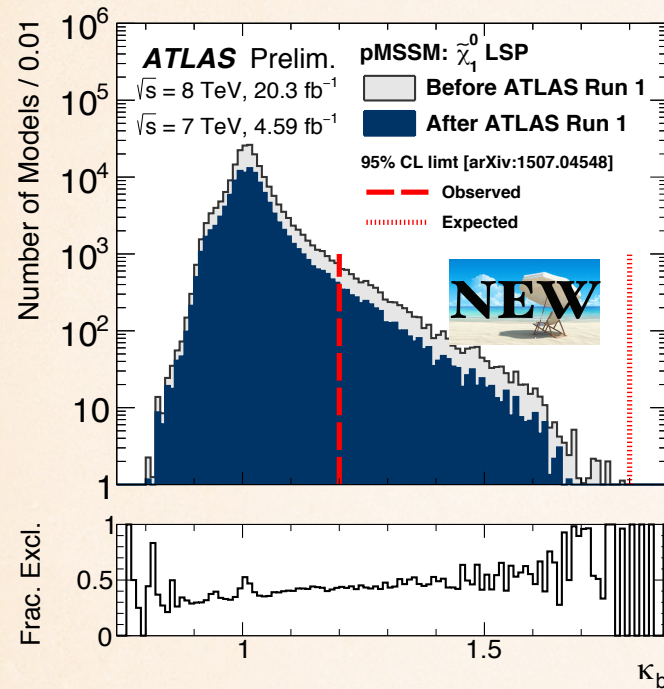 ATLAS Prelim.
√s = 8 TeV, 20.3 fb⁻¹
√s = 7 TeV, 4.59 fb⁻¹
pMSSM: χ̃⁰₁ LSP
Before ATLAS Run 1
After ATLAS Run 1
95% CL limt [arXiv:1507.04548]
Observed
Expected
NEW
Number of Models / 0.01
10⁶
10⁵
10⁴
10³
10²
10
1
Frac. Excl.
1
0.5
0
1
1.5
κb